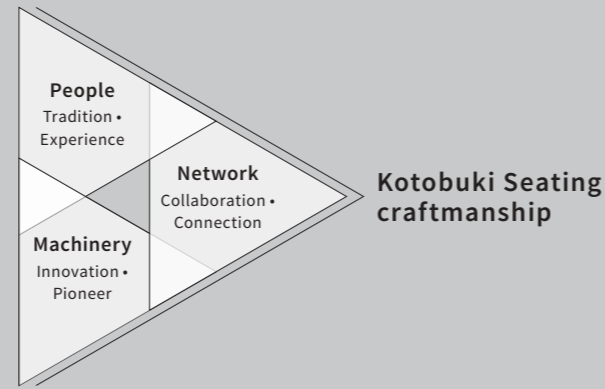 People
Tradition •
Experience
Network
Collaboration •
Connection
Kotobuki Seating
craftmanship
Machinery
Innovation •
Pioneer